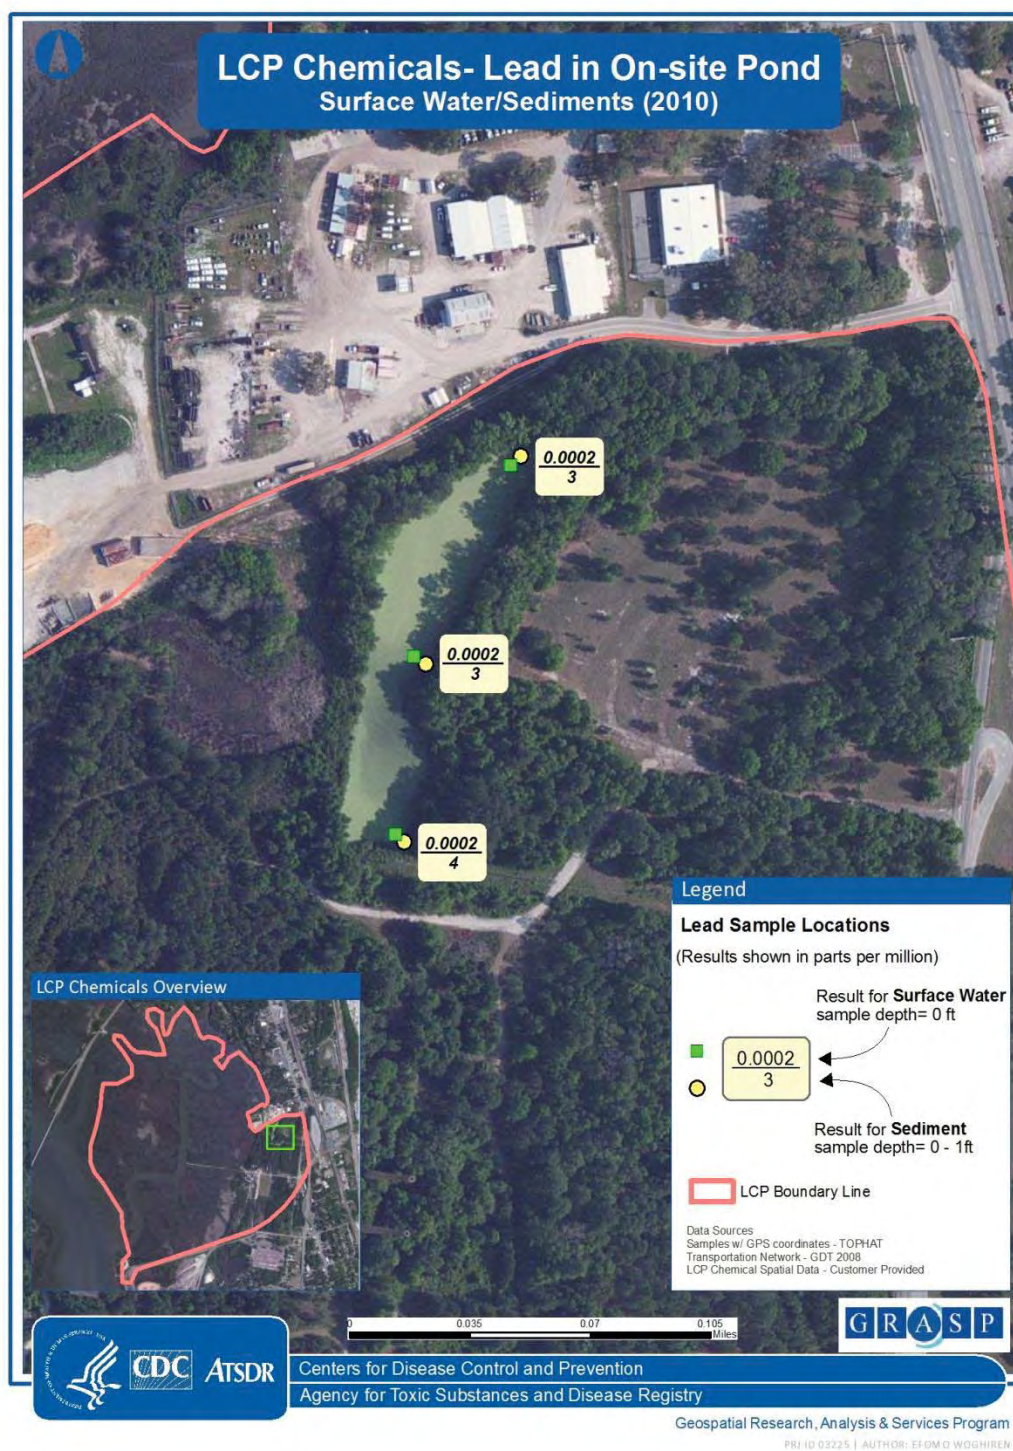 LCP Chemicals- Lead in On-site Pond
Surface Water/Sediments (2010)
0.0002
3
0.0002
3
0.0002
4
Legend
Lead Sample Locations
(Results shown in parts per million)
Result for Surface Water
sample depth= 0 ft
0.0002
3
Result for Sediment
sample depth= 0 - 1ft
LCP Boundary Line
Data Sources
Samples w/ GPS coordinates - TOPHAT
Transportation Network - GDT 2008
LCP Chemical Spatial Data - Customer Provided
LCP Chemicals Overview
0 0.035 0.07 0.105
Miles
GRASP
CDC ATSDR
Centers for Disease Control and Prevention
Agency for Toxic Substances and Disease Registry
Geospatial Research, Analysis & Services Program
PRJ ID 03225 | AUTHOR: EFOMO WOGHIREN